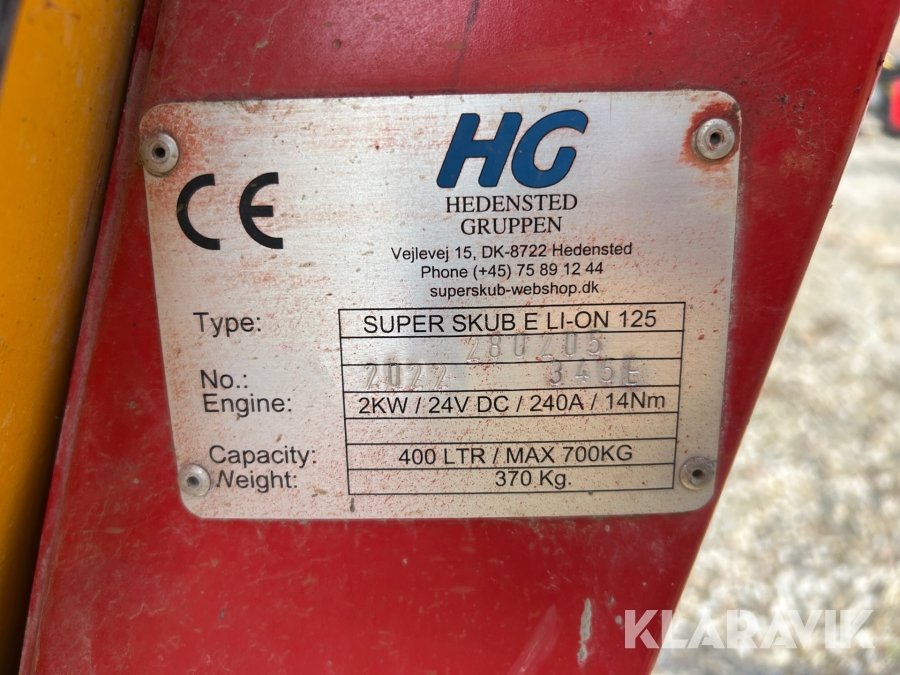 HG
HEDENSTED
GRUPPEN
CE
Vejlevej 15, DK-8722 Hedensted
Phone (+45) 75 89 12 44
superskub-webshop.dk
Type: SUPER SKUB E LI-ON 125
280205
No.: 2022 346E
Engine: 2KW / 24V DC / 240A / 14Nm
Capacity: 400 LTR / MAX 700KG
Weight: 370 Kg.
KLARAVIK